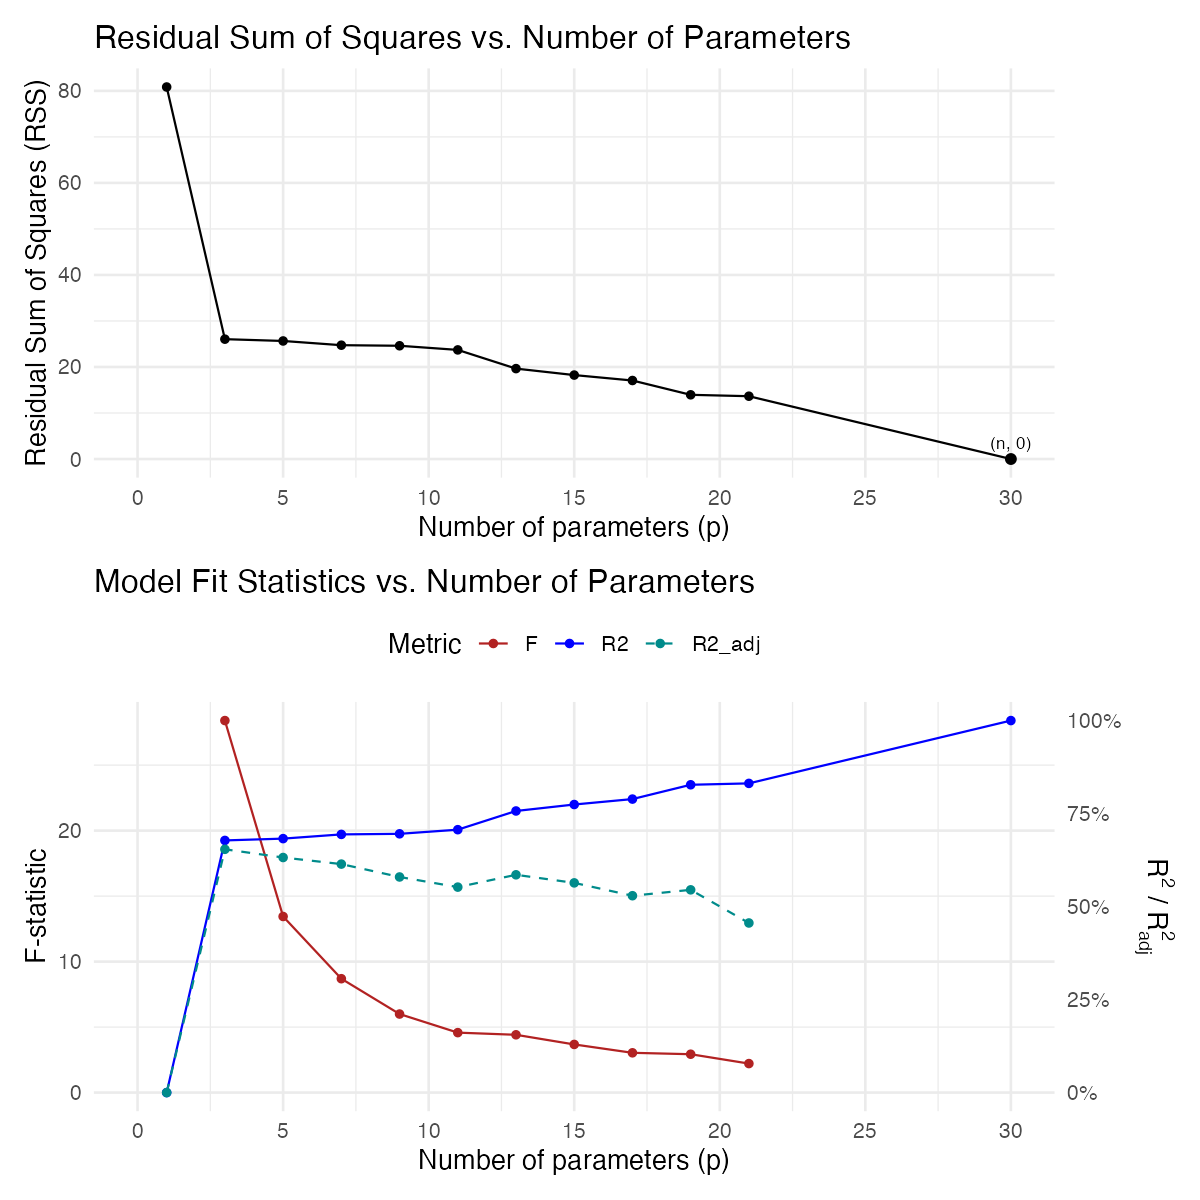 Residual Sum of Squares vs. Number of Parameters
Residual Sum of Squares (RSS)
80
60
40
20
0
(n, 0)
0 5 10 15 20 25 30
Number of parameters (p)
Model Fit Statistics vs. Number of Parameters
Metric F R2 R2_adj
F-statistic
20
10
0
100%
75%
50%
25%
0%
R² / R²adj
0 5 10 15 20 25 30
Number of parameters (p)